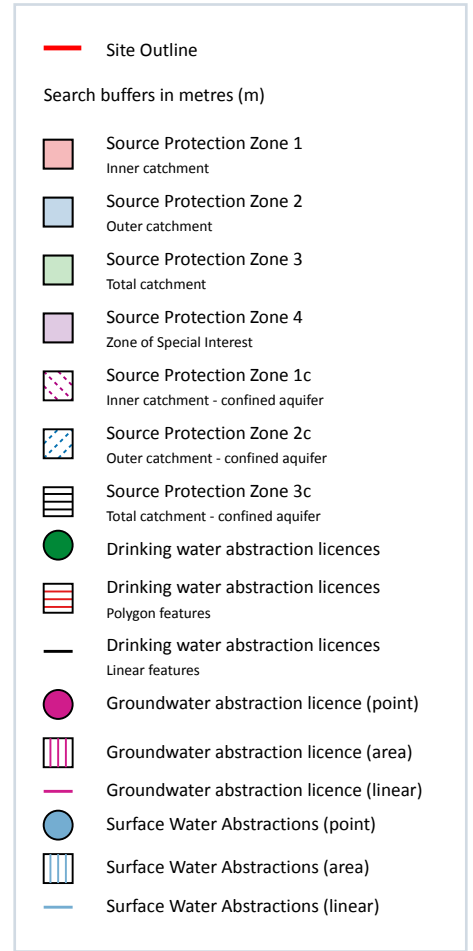 Site Outline
Search buffers in metres (m)
Source Protection Zone 1
Inner catchment
Source Protection Zone 2
Outer catchment
Source Protection Zone 3
Total catchment
Source Protection Zone 4
Zone of Special Interest
Source Protection Zone 1c
Inner catchment - confined aquifer
Source Protection Zone 2c
Outer catchment - confined aquifer
Source Protection Zone 3c
Total catchment - confined aquifer
Drinking water abstraction licences
Drinking water abstraction licences
Polygon features
Drinking water abstraction licences
Linear features
Groundwater abstraction licence (point)
Groundwater abstraction licence (area)
Groundwater abstraction licence (linear)
Surface Water Abstractions (point)
Surface Water Abstractions (area)
Surface Water Abstractions (linear)